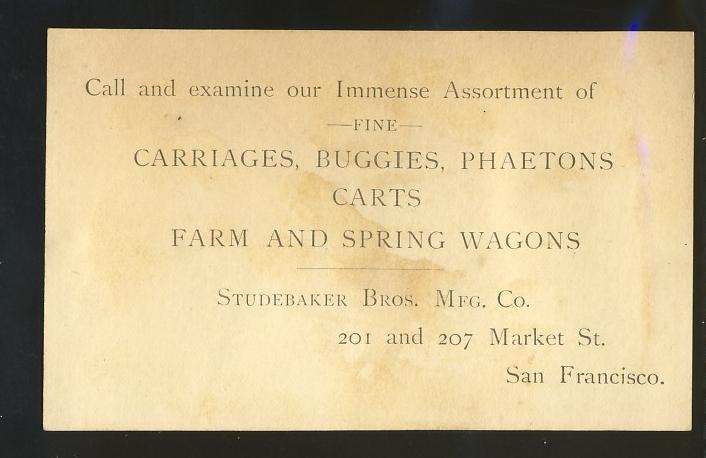 Call and examine our Immense Assortment of
—FINE—
CARRIAGES, BUGGIES, PHAETONS
CARTS
FARM AND SPRING WAGONS
STUDEBAKER BROS. MFG. CO.
201 and 207 Market St.
San Francisco.